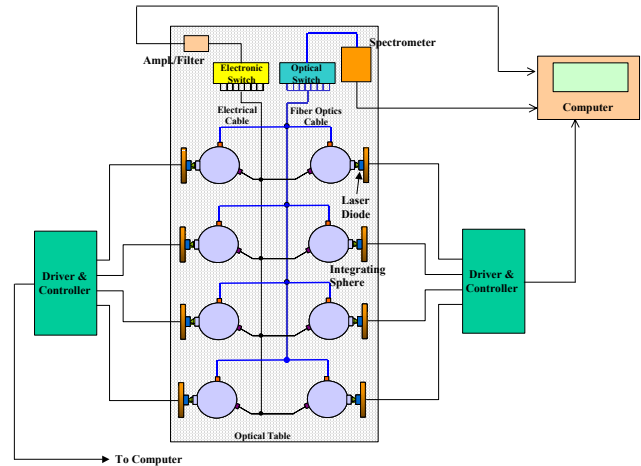 Spectrometer
Ampl./Filter
Electronic
Switch
Optical
Switch
Computer
Electrical
Cable
Fiber Optics
Cable
Laser
Diode
Integrating
Sphere
Driver &
Controller
Driver &
Controller
Optical Table
To Computer